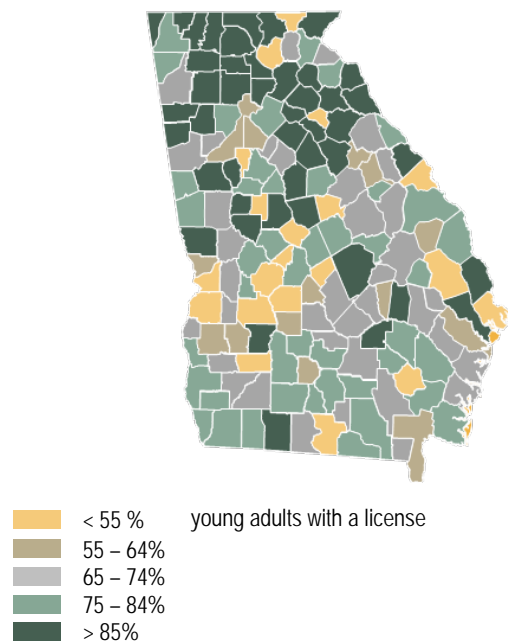 < 55 % young adults with a license
55 – 64%
65 – 74%
75 – 84%
> 85%